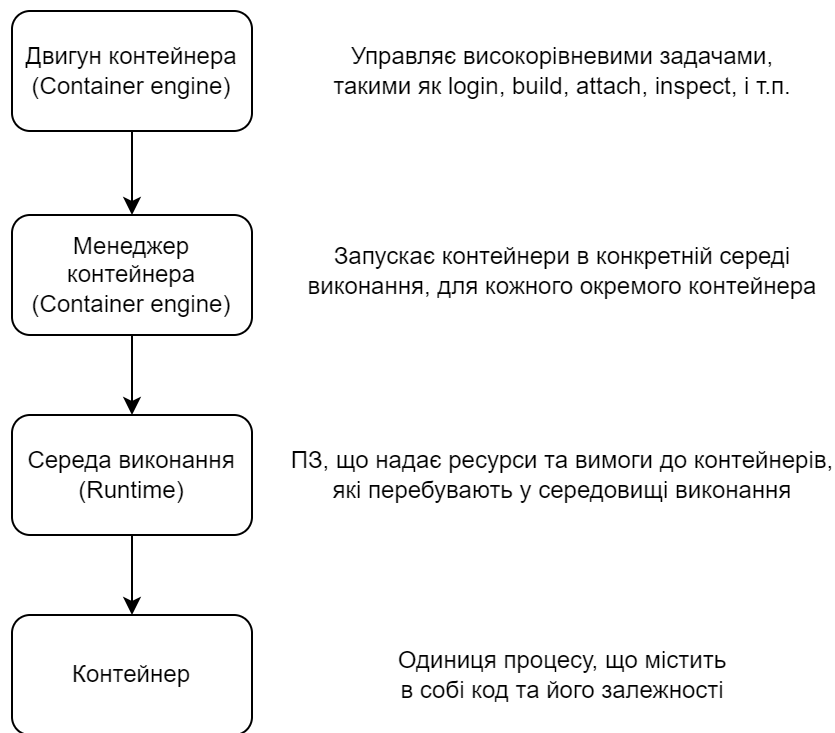 Двигун контейнера
(Container engine)
Управляє високорівневими задачами,
такими як login, build, attach, inspect, і т.п.
Менеджер
контейнера
(Container engine)
Запускає контейнери в конкретній середі
виконання, для кожного окремого контейнера
Середа виконання
(Runtime)
ПЗ, що надає ресурси та вимоги до контейнерів,
які перебувають у середовищі виконання
Контейнер
Одиниця процесу, що містить
в собі код та його залежності